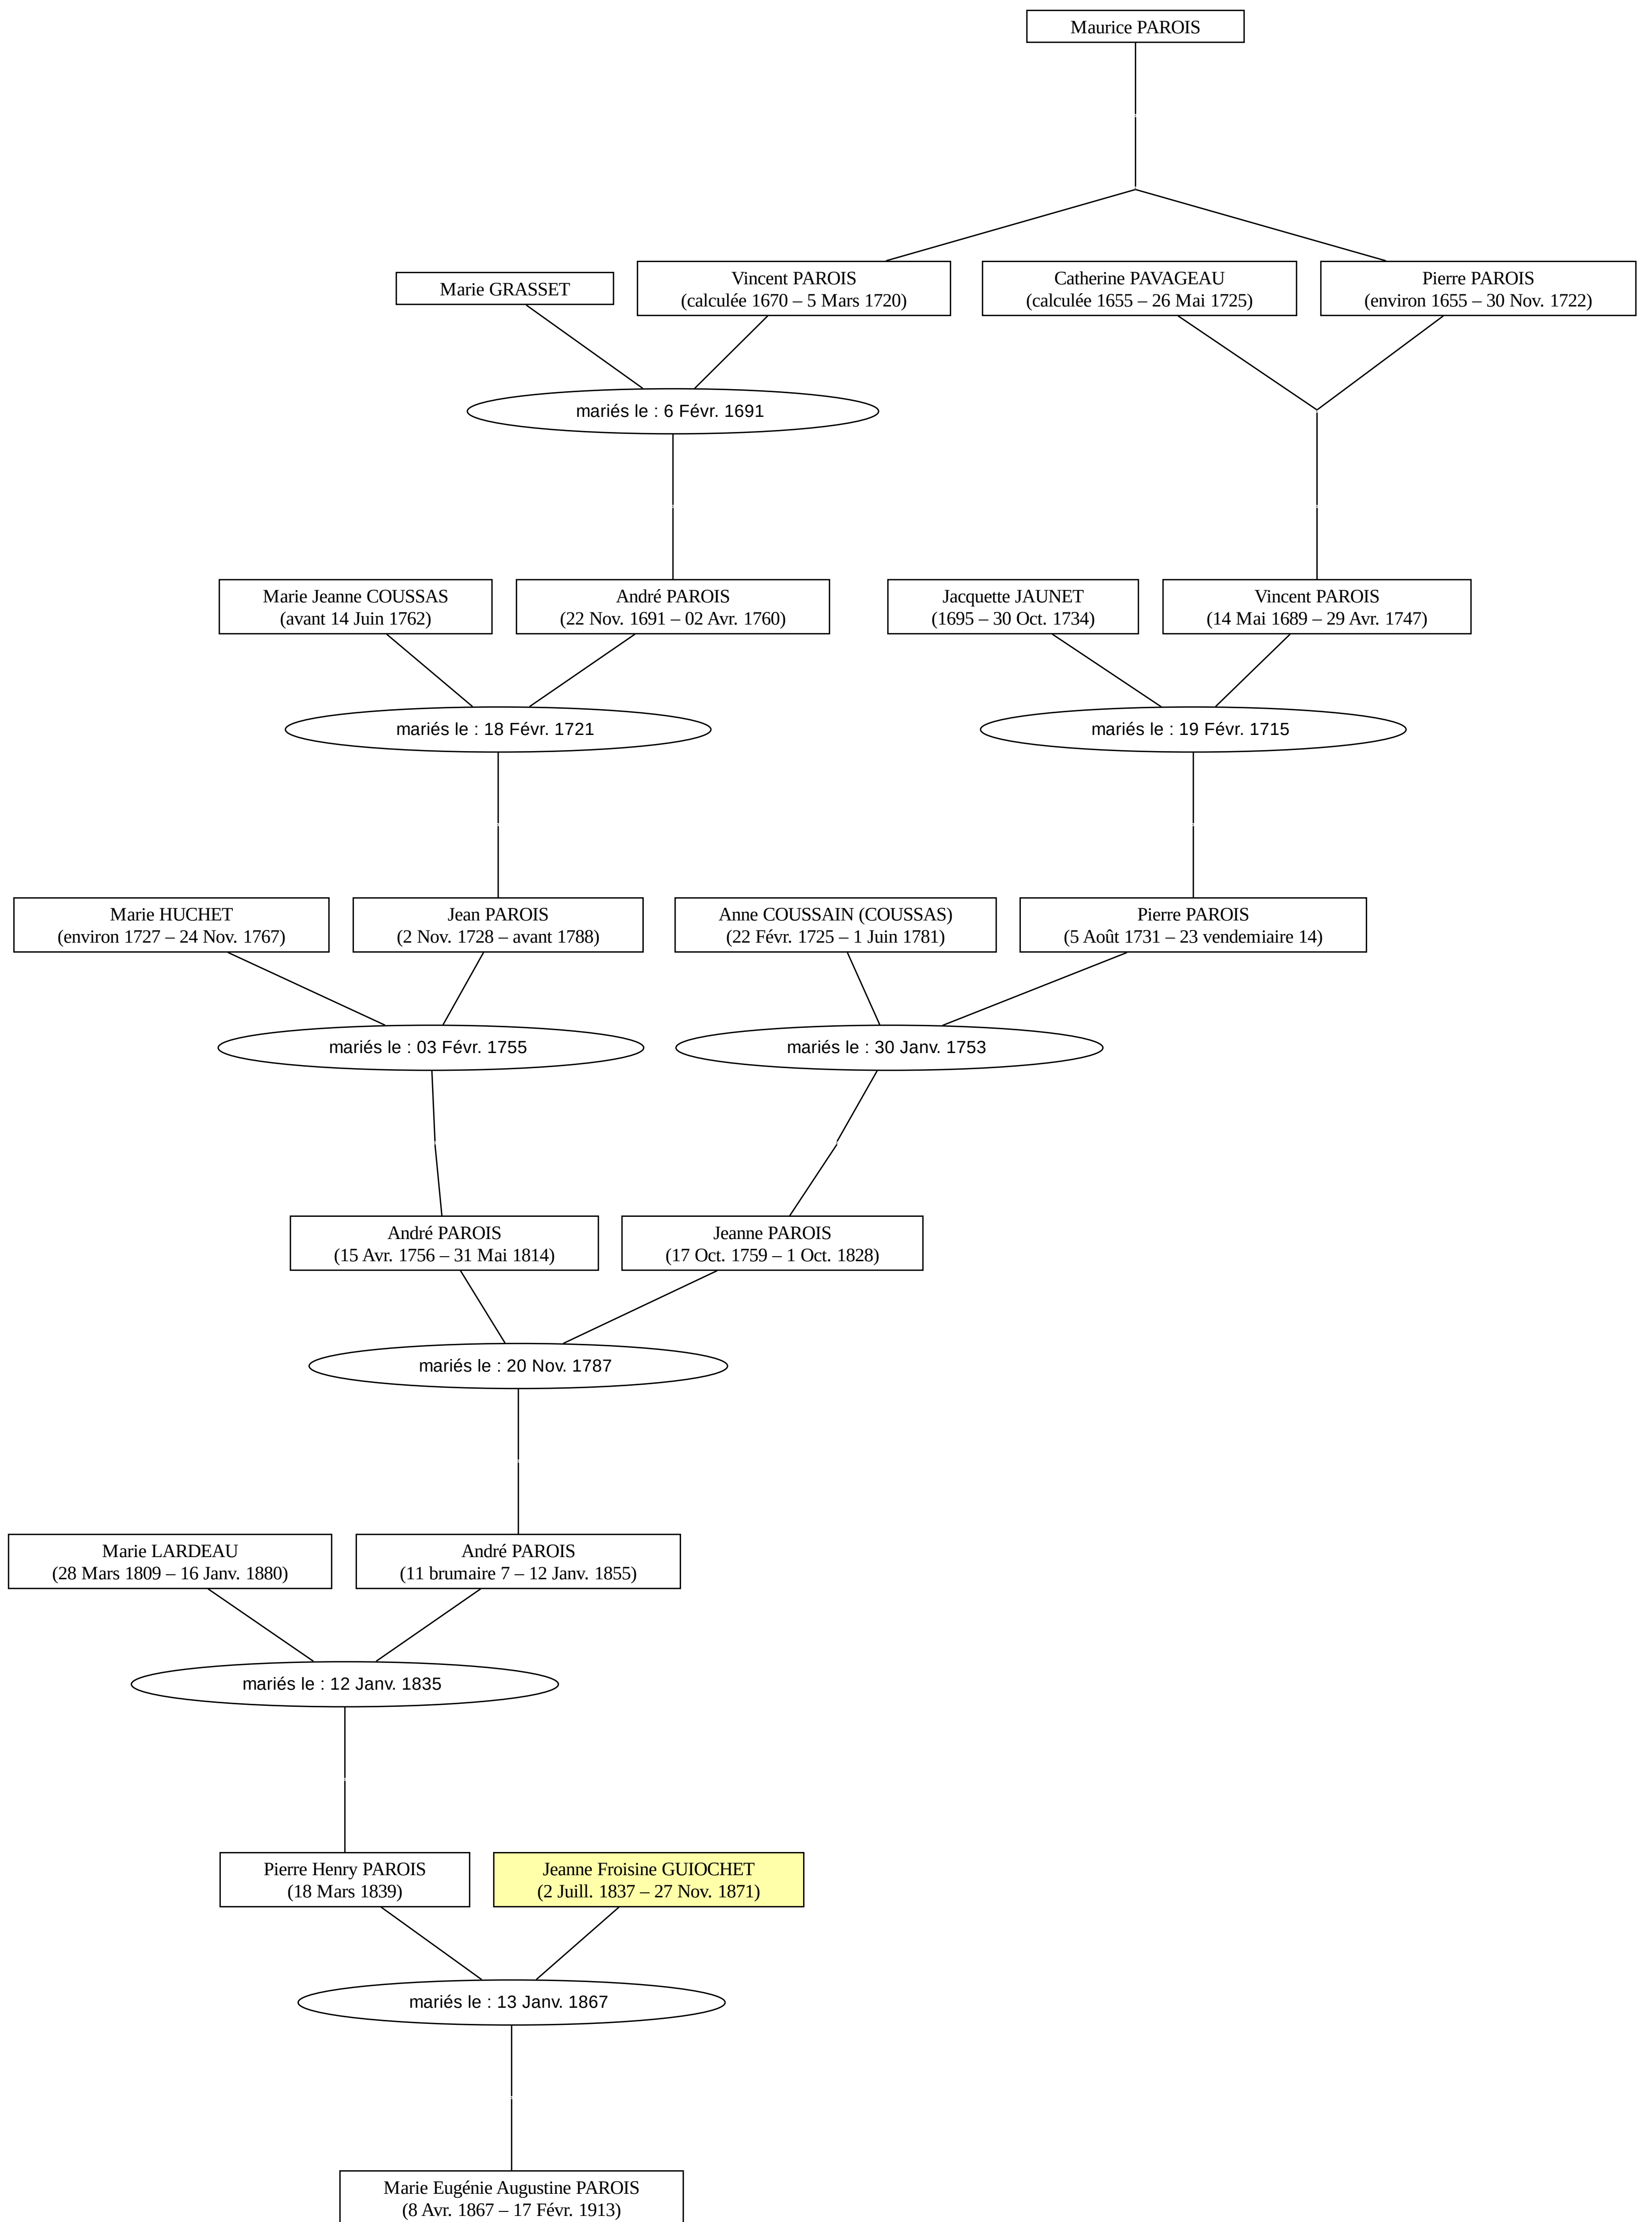 Maurice PAROIS
Marie GRASSET
Vincent PAROIS
(calculée 1670 – 5 Mars 1720)
Catherine PAVAGEAU
(calculée 1655 – 26 Mai 1725)
Pierre PAROIS
(environ 1655 – 30 Nov. 1722)
mariés le : 6 Févr. 1691
Marie Jeanne COUSSAS
(avant 14 Juin 1762)
André PAROIS
(22 Nov. 1691 – 02 Avr. 1760)
Jacquette JAUNET
(1695 – 30 Oct. 1734)
Vincent PAROIS
(14 Mai 1689 – 29 Avr. 1747)
mariés le : 18 Févr. 1721
mariés le : 19 Févr. 1715
Marie HUCHET
(environ 1727 – 24 Nov. 1767)
Jean PAROIS
(2 Nov. 1728 – avant 1788)
Anne COUSSAIN (COUSSAS)
(22 Févr. 1725 – 1 Juin 1781)
Pierre PAROIS
(5 Août 1731 – 23 vendemiaire 14)
mariés le : 03 Févr. 1755
mariés le : 30 Janv. 1753
André PAROIS
(15 Avr. 1756 – 31 Mai 1814)
Jeanne PAROIS
(17 Oct. 1759 – 1 Oct. 1828)
mariés le : 20 Nov. 1787
Marie LARDEAU
(28 Mars 1809 – 16 Janv. 1880)
André PAROIS
(11 brumaire 7 – 12 Janv. 1855)
mariés le : 12 Janv. 1835
Pierre Henry PAROIS
(18 Mars 1839)
Jeanne Froisine GUIOCHET
(2 Juill. 1837 – 27 Nov. 1871)
mariés le : 13 Janv. 1867
Marie Eugénie Augustine PAROIS
(8 Avr. 1867 – 17 Févr. 1913)